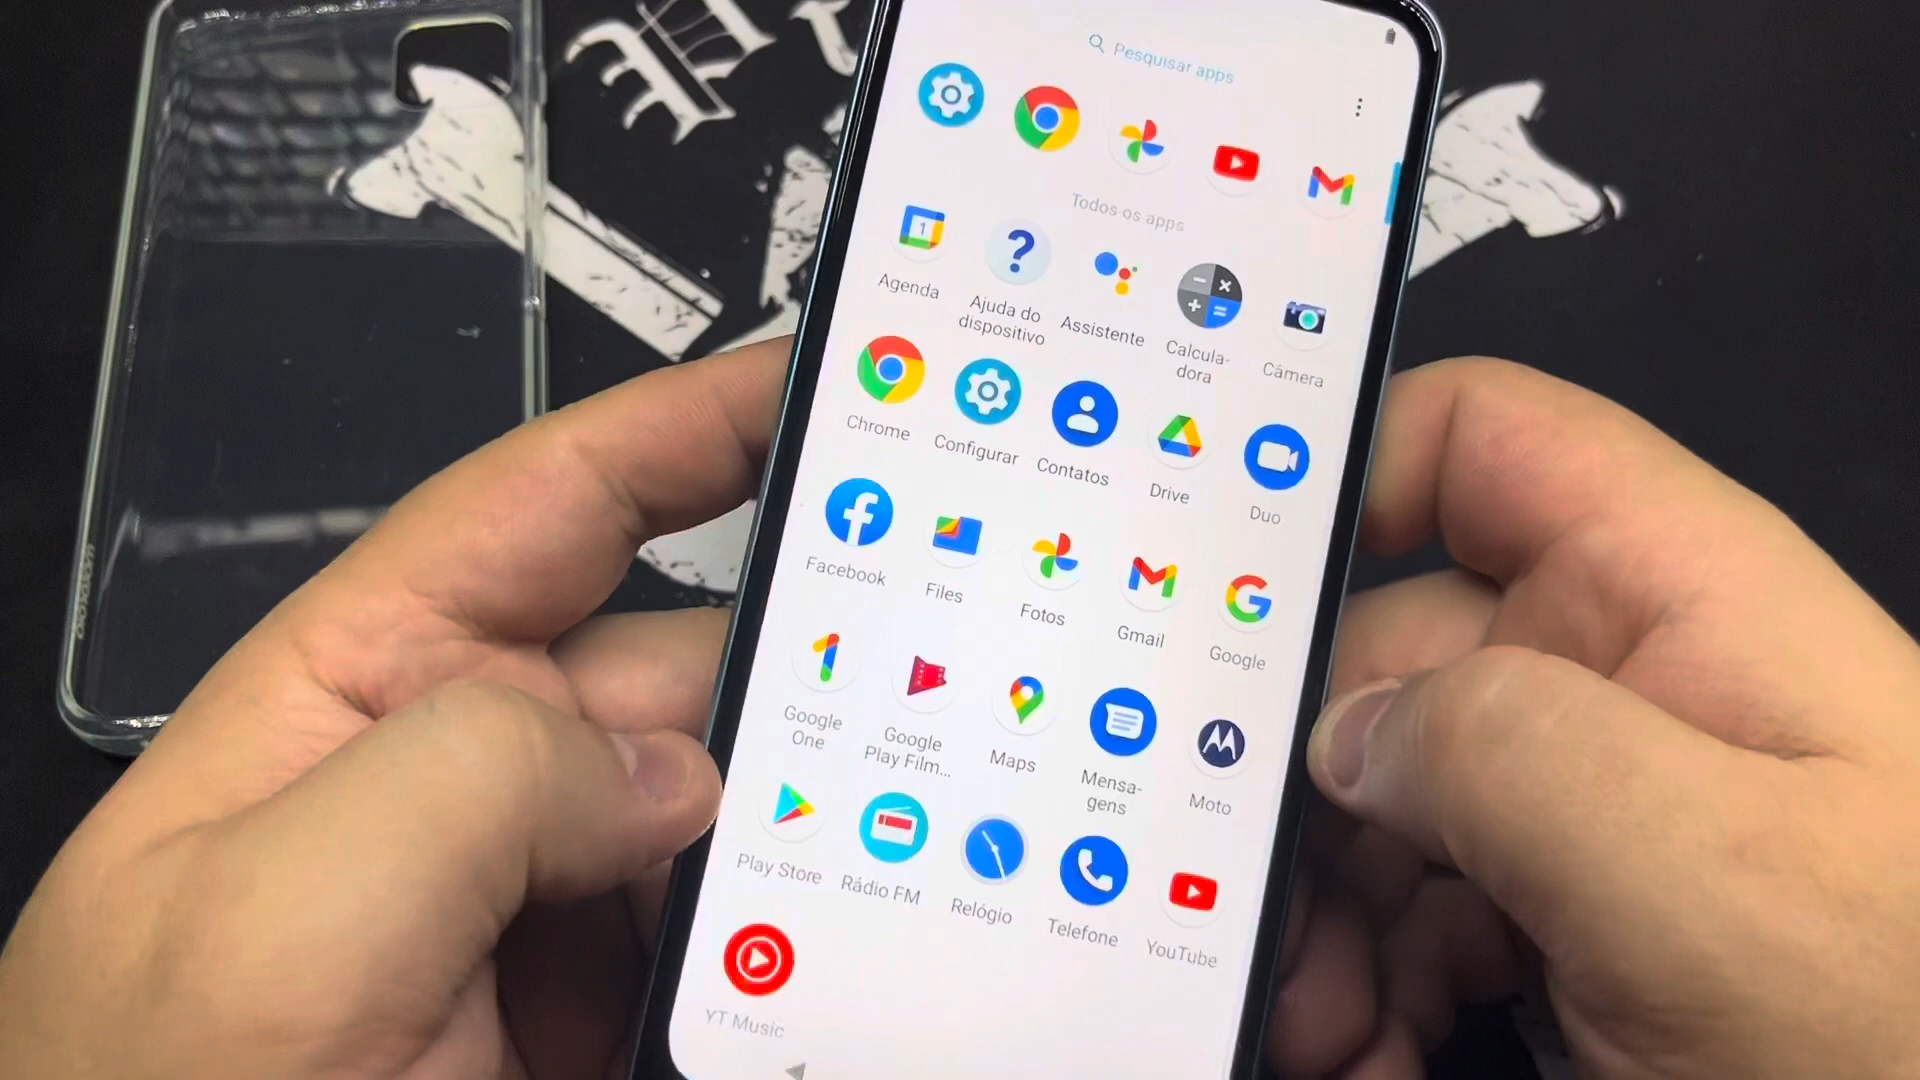 Pesquisar apps
Todos os apps
1
Agenda
Ajuda do
dispositivo
Assistente
Calcula-
dora
Câmera
Chrome
Configurar
Contatos
Drive
Duo
Facebook
Files
Fotos
Gmail
Google
Google
One
Google
Play Film...
Maps
Mensa-
gens
Moto
Play Store
Rádio FM
Relógio
Telefone
YouTube
YT Music